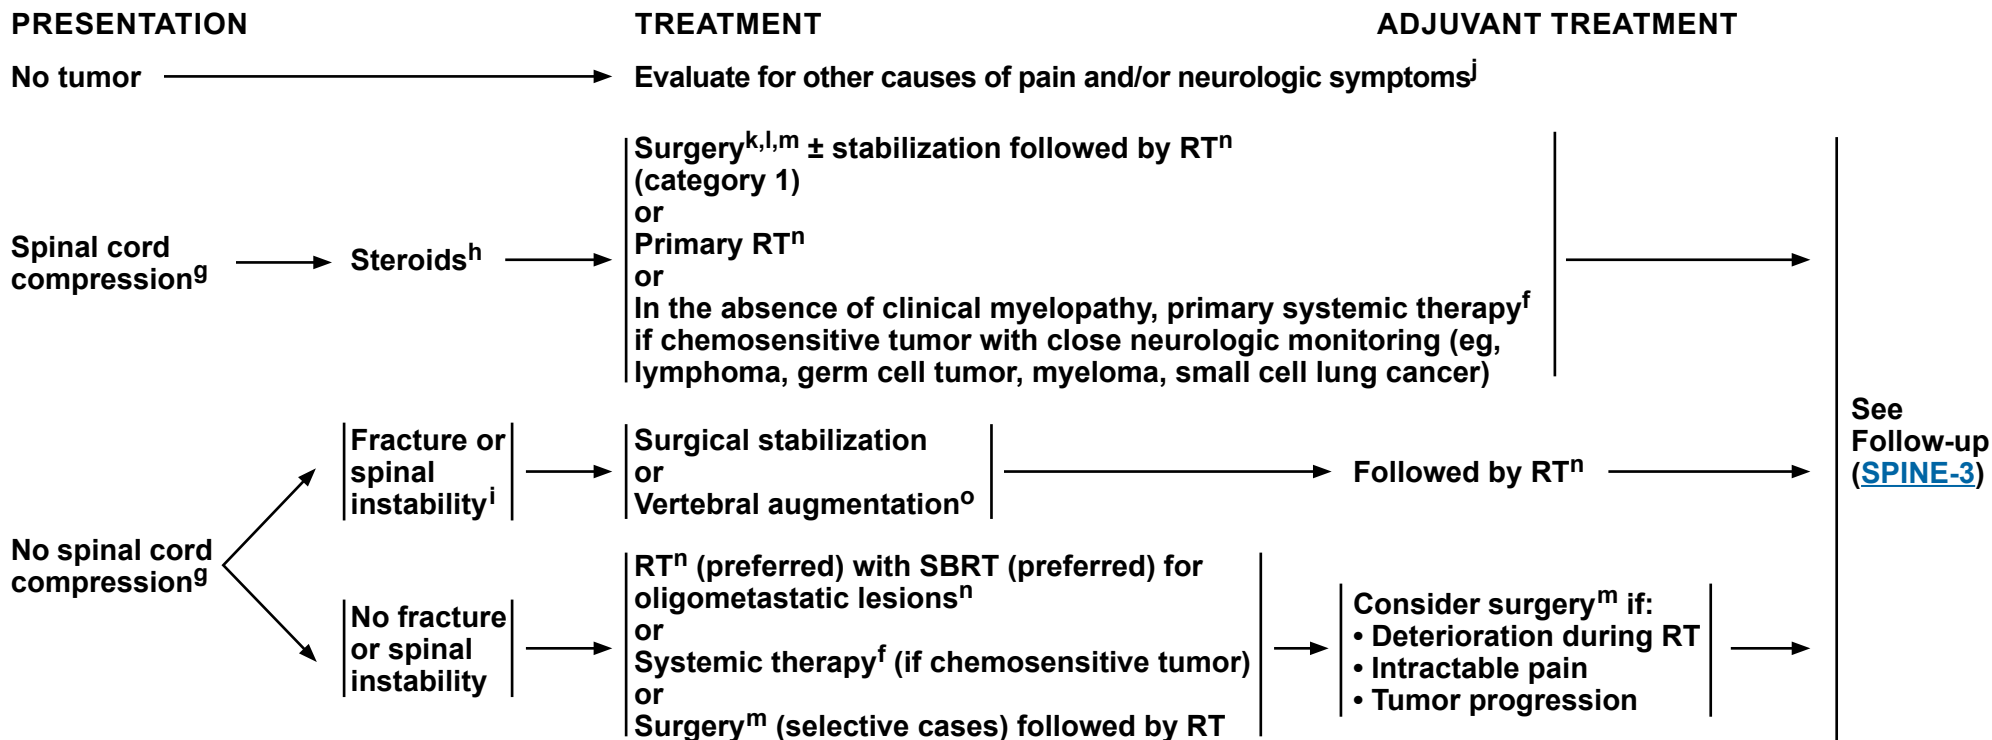 PRESENTATION
TREATMENT
ADJUVANT TREATMENT
No tumor
Evaluate for other causes of pain and/or neurologic symptomsj
Spinal cord
compressiong
Steroidsh
Surgeryk,l,m ± stabilization followed by RTn
(category 1)
or
Primary RTn
or
In the absence of clinical myelopathy, primary systemic therapyf
if chemosensitive tumor with close neurologic monitoring (eg,
lymphoma, germ cell tumor, myeloma, small cell lung cancer)
No spinal cord
compressiong
Fracture or
spinal
instabilityi
Surgical stabilization
or
Vertebral augmentationo
Followed by RTn
No fracture
or spinal
instability
RTn (preferred) with SBRT (preferred) for
oligometastatic lesionsn
or
Systemic therapyf (if chemosensitive tumor)
or
Surgerym (selective cases) followed by RT
Consider surgerym if:
• Deterioration during RT
• Intractable pain
• Tumor progression
See
Follow-up
(SPINE-3)